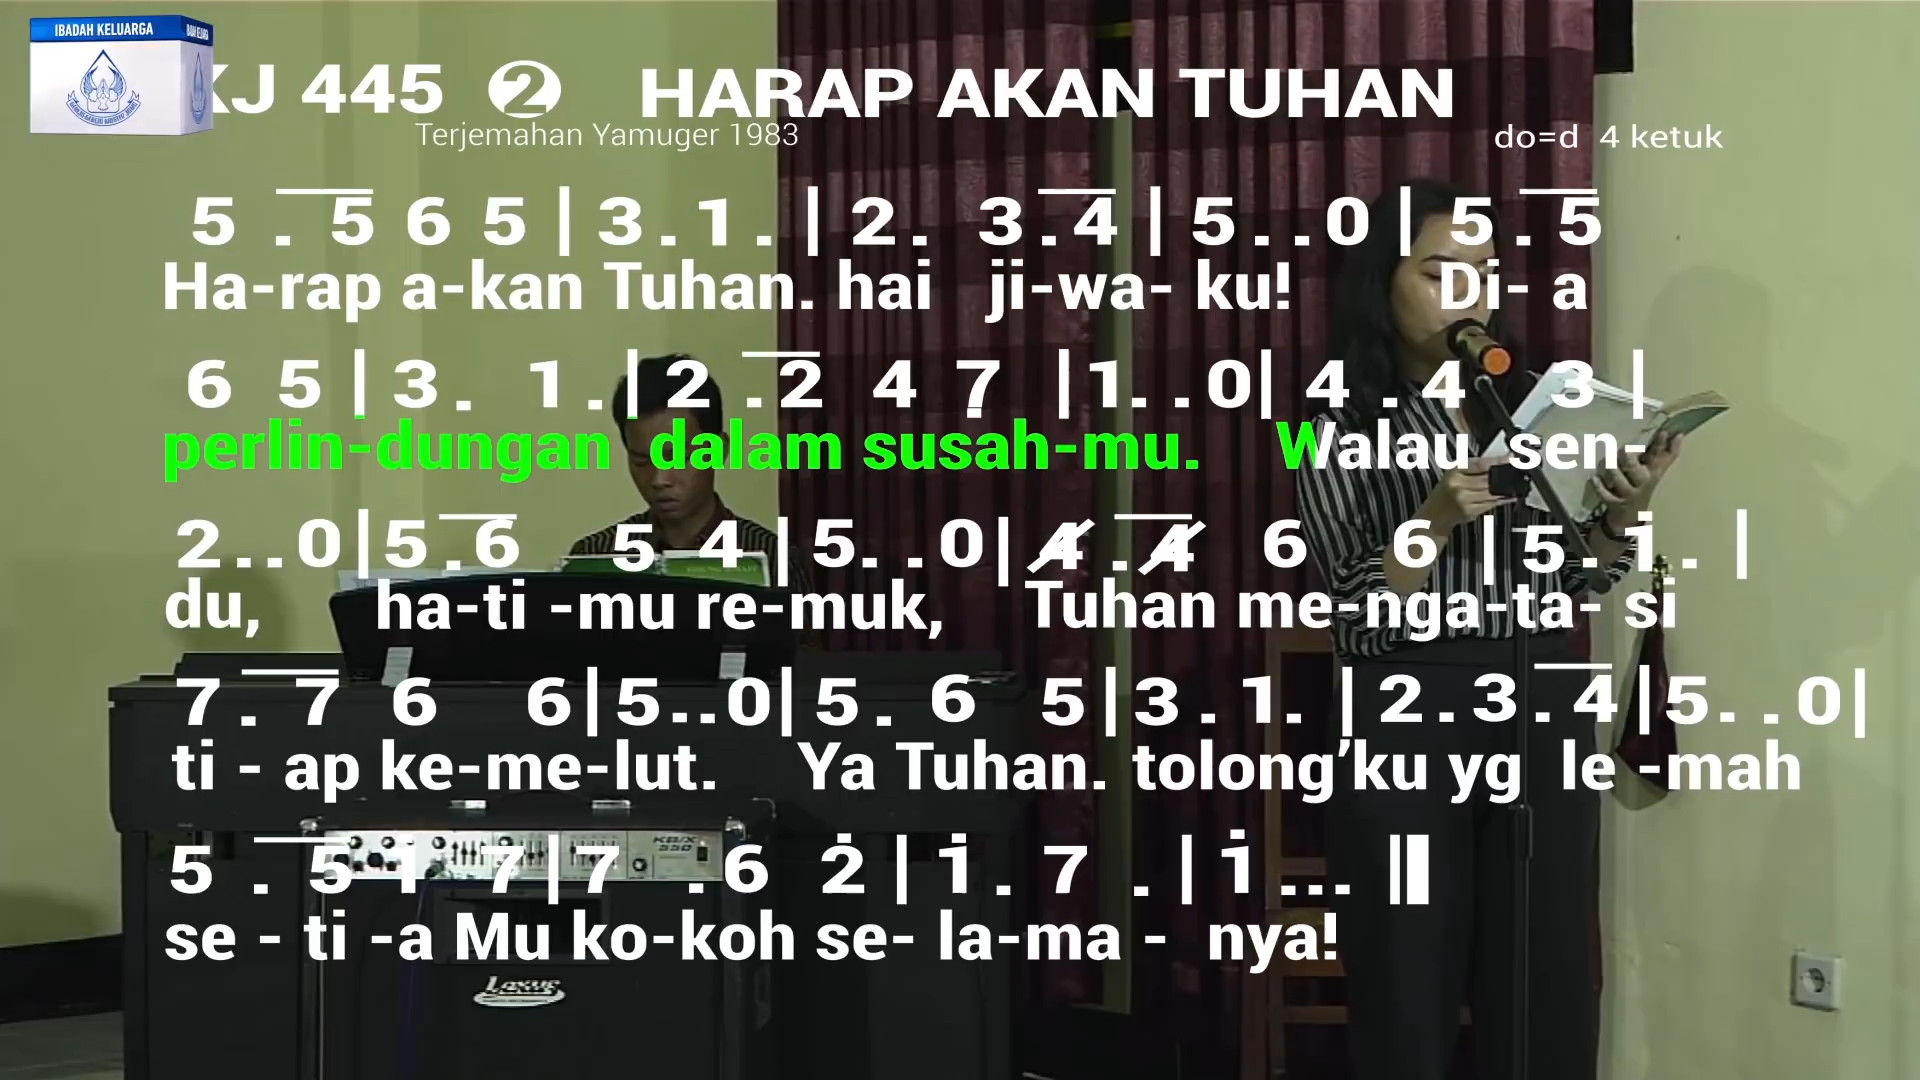 IBADAH KELUARGA
KJ 445 ② HARAP AKAN TUHAN
Terjemahan Yamuger 1983
do=d 4 ketuk
5 . 5 6 5 | 3 . 1 . | 2 . 3 . 4 | 5 . . 0 | 5 . 5
Ha-rap a-kan Tuhan. hai ji-wa- ku! Di- a
6 5 | 3 . 1 . | 2 . 2 4 7̣ | 1 . . 0 | 4 . 4 3 |
perlin-dungan dalam susah-mu. Walau sen-
2 . . 0 | 5 . 6 5 4 | 5 . . 0 | 4̸ . 4̸ 6 6 | 5 . 1̇ . |
du, ha-ti -mu re-muk, Tuhan me-nga-ta- si
7 . 7 6 6 | 5 . . 0 | 5 . 6 5 | 3 . 1 . | 2 . 3 . 4 | 5 . . 0 |
ti - ap ke-me-lut. Ya Tuhan. tolong’ku yg le -mah
5 . 5 1 7 | 7 . 6 2̇ | 1̇ . 7 . | 1̇ . . . ||
se - ti -a Mu ko-koh se- la-ma - nya!
KB/X
550
Laxus